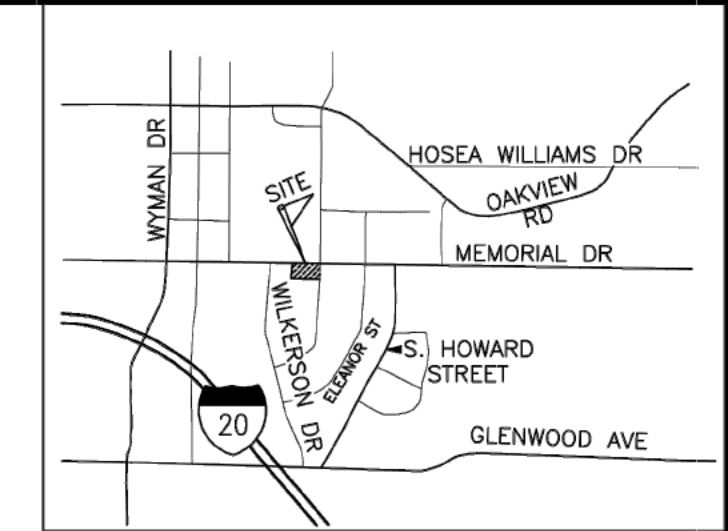 HOSEA WILLIAMS DR
WYMAN DR
SITE
OAKVIEW
RD
MEMORIAL DR
WILKERSON DR
ELEANOR ST
S. HOWARD
STREET
20
GLENWOOD AVE